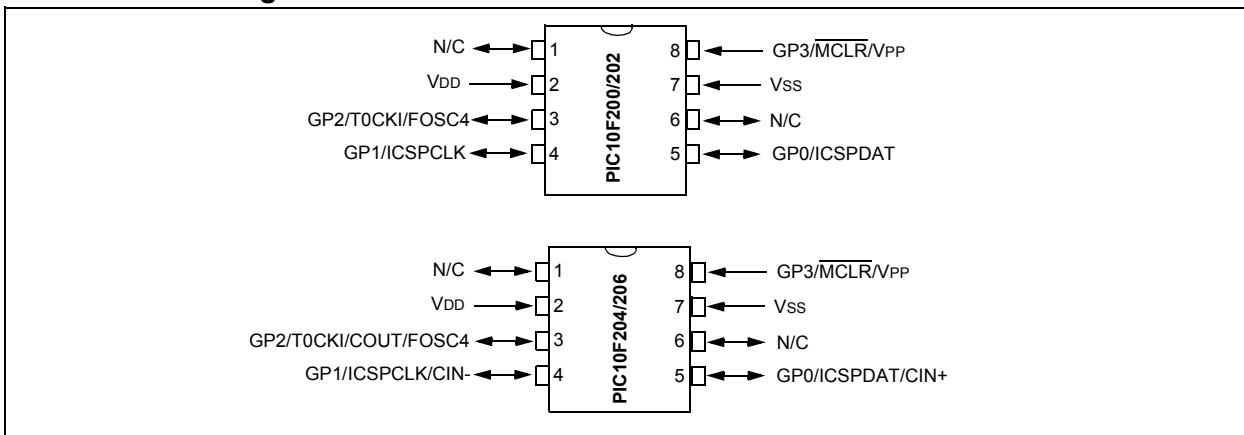 N/C 1 8 GP3/MCLR/VPP
VDD 2 7 VSS
GP2/T0CKI/FOSC4 3 6 N/C
GP1/ICSPCLK 4 5 GP0/ICSPDAT
PIC10F200/202
N/C 1 8 GP3/MCLR/VPP
VDD 2 7 VSS
GP2/T0CKI/COUT/FOSC4 3 6 N/C
GP1/ICSPCLK/CIN- 4 5 GP0/ICSPDAT/CIN+
PIC10F204/206